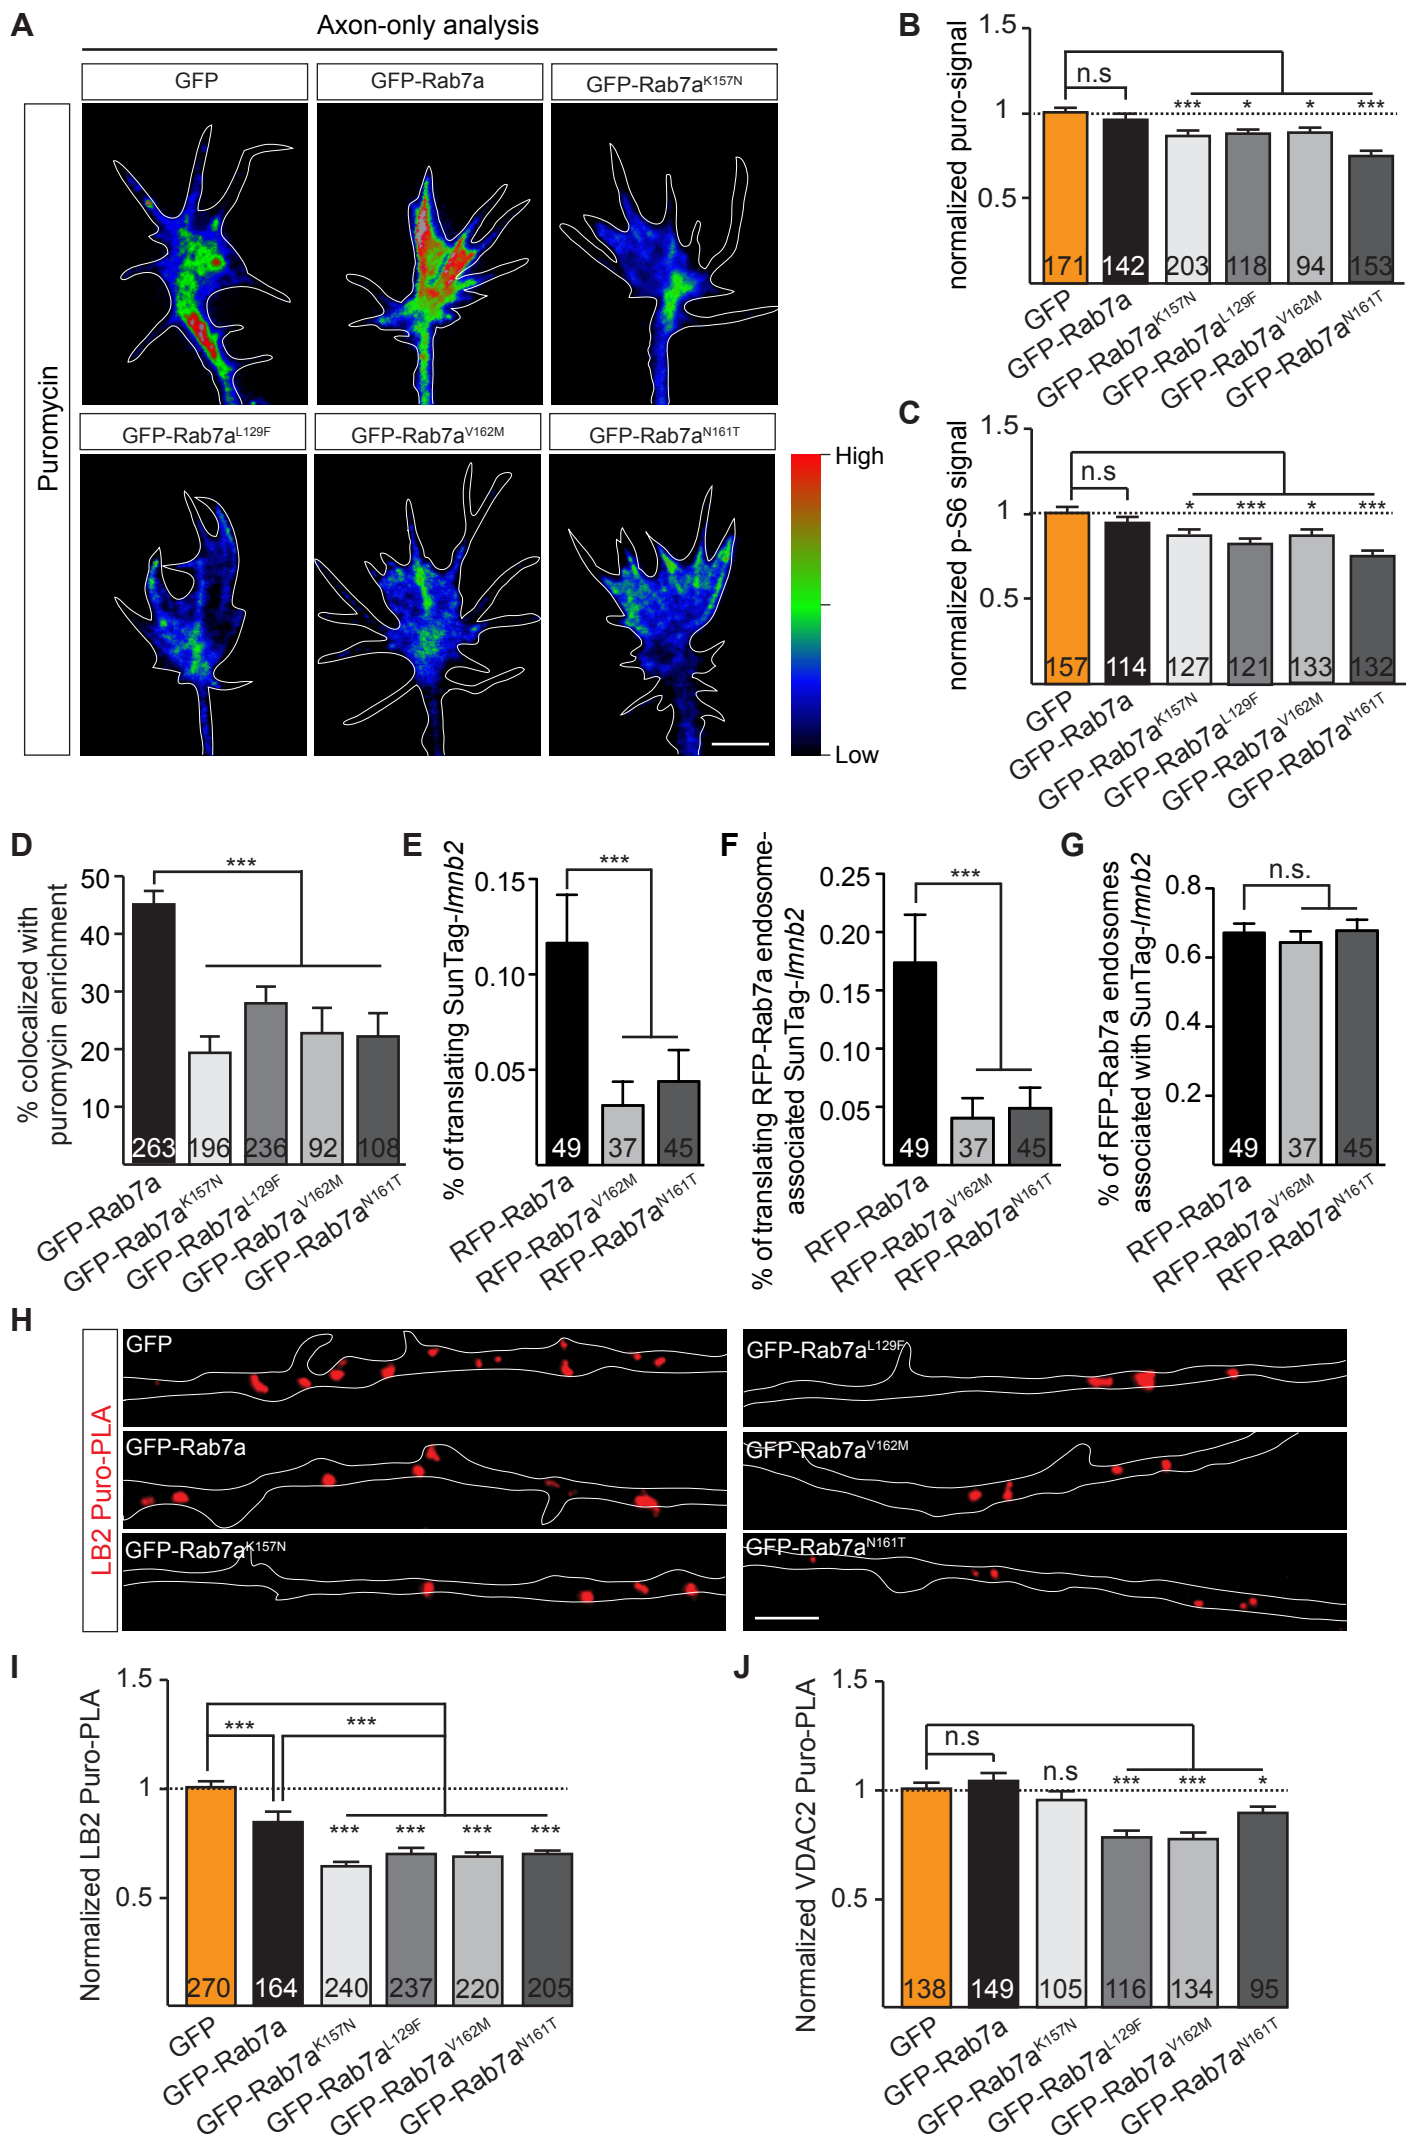 A
Axon-only analysis
GFP
GFP-Rab7a
GFP-Rab7aK157N
Puromycin
GFP-Rab7aL129F
GFP-Rab7aV162M
GFP-Rab7aN161T
High
Low
B
normalized puro-signal
1.5
1
0.5
n.s
***
*
*
***
171
142
203
118
94
153
GFP
GFP-Rab7a
GFP-Rab7aK157N
GFP-Rab7aL129F
GFP-Rab7aV162M
GFP-Rab7aN161T
C
normalized p-S6 signal
1.5
1
0.5
n.s
*
***
*
***
157
114
127
121
133
132
GFP
GFP-Rab7a
GFP-Rab7aK157N
GFP-Rab7aL129F
GFP-Rab7aV162M
GFP-Rab7aN161T
D
% colocalized with
puromycin enrichment
50
40
30
20
10
***
263
196
236
92
108
GFP-Rab7a
GFP-Rab7aK157N
GFP-Rab7aL129F
GFP-Rab7aV162M
GFP-Rab7aN161T
E
% of translating SunTag-lmnb2
0.15
0.10
0.05
***
49
37
45
RFP-Rab7a
RFP-Rab7aV162M
RFP-Rab7aN161T
F
% of translating RFP-Rab7a endosome-
associated SunTag-lmnb2
0.25
0.20
0.15
0.10
0.05
***
49
37
45
RFP-Rab7a
RFP-Rab7aV162M
RFP-Rab7aN161T
G
% of RFP-Rab7a endosomes
associated with SunTag-lmnb2
0.8
0.6
0.4
0.2
n.s.
49
37
45
RFP-Rab7a
RFP-Rab7aV162M
RFP-Rab7aN161T
H
LB2 Puro-PLA
GFP
GFP-Rab7a
GFP-Rab7aK157N
GFP-Rab7aL129F
GFP-Rab7aV162M
GFP-Rab7aN161T
I
Normalized LB2 Puro-PLA
1.5
1
0.5
***
***
***
***
***
***
270
164
240
237
220
205
GFP
GFP-Rab7a
GFP-Rab7aK157N
GFP-Rab7aL129F
GFP-Rab7aV162M
GFP-Rab7aN161T
J
Normalized VDAC2 Puro-PLA
1.5
1
0.5
n.s
n.s
***
***
*
138
149
105
116
134
95
GFP
GFP-Rab7a
GFP-Rab7aK157N
GFP-Rab7aL129F
GFP-Rab7aV162M
GFP-Rab7aN161T